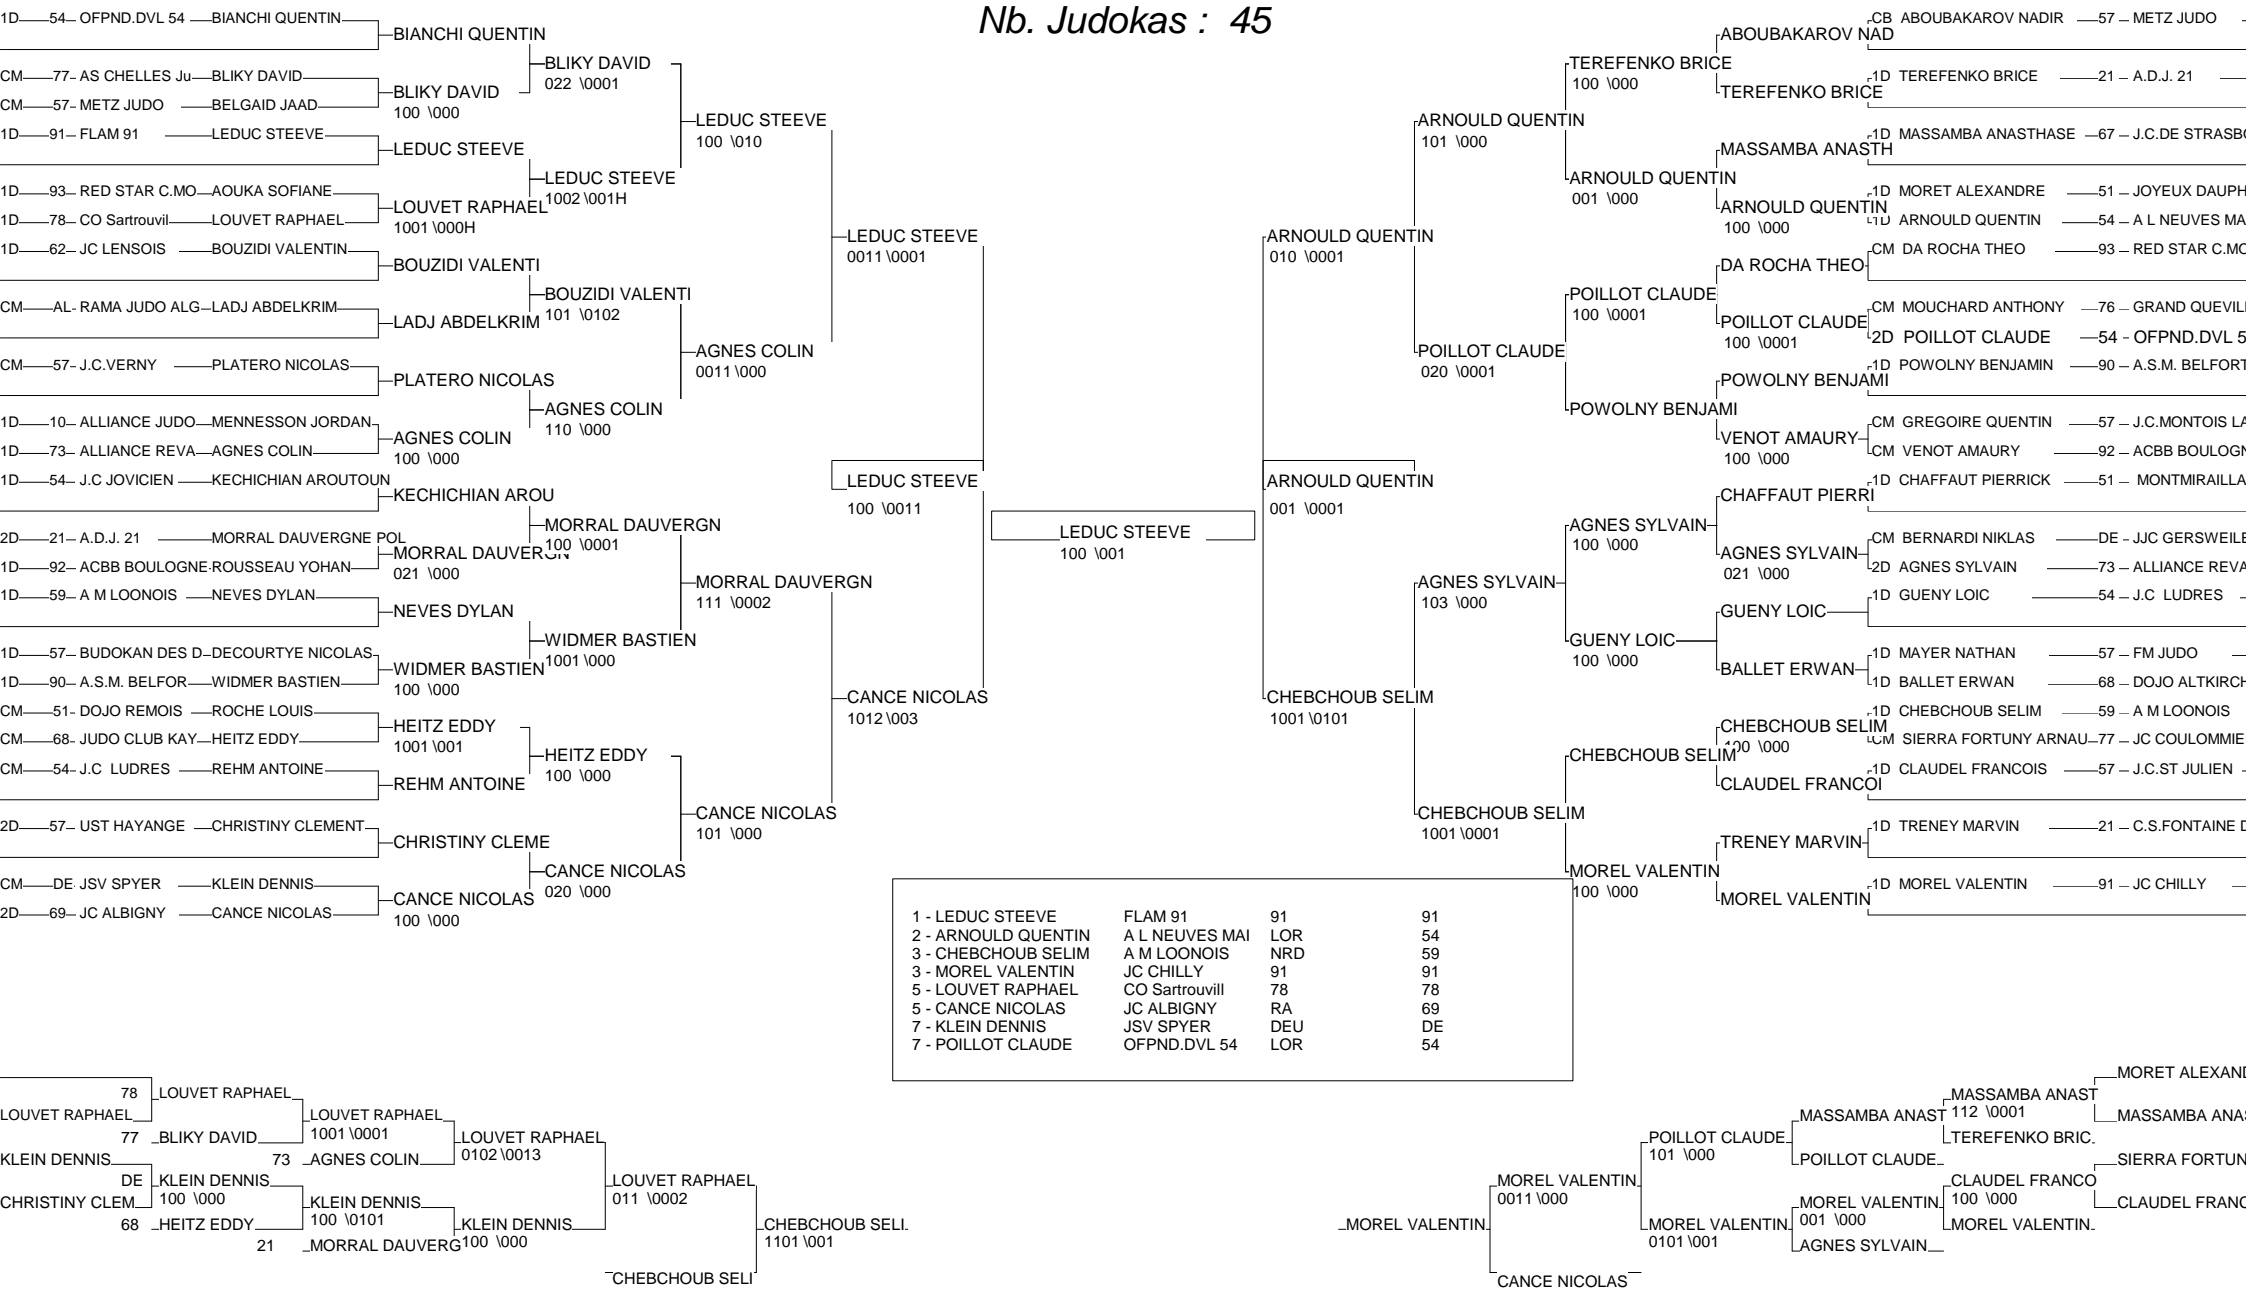 Nb. Judokas : 45
1D 54 OFPND.DVL 54 BIANCHI QUENTIN
CM 77 AS CHELLES Ju BLIKY DAVID
CM 57 METZ JUDO BELGAID JAAD
1D 91 FLAM 91 LEDUC STEEVE
1D 93 RED STAR C.MO AOUKA SOFIANE
1D 78 CO Sartrouvil LOUVET RAPHAEL
1D 62 JC LENSOIS BOUZIDI VALENTIN
CM AL RAMA JUDO ALG LADJ ABDELKRIM
CM 57 J.C.VERNY PLATERO NICOLAS
1D 10 ALLIANCE JUDO MENNESSON JORDAN
1D 73 ALLIANCE REVA AGNES COLIN
1D 54 J.C JOVICIEN KECHICHIAN AROUTOUN
2D 21 A.D.J. 21 MORRAL DAUVERGNE POL
1D 92 ACBB BOULOGNE ROUSSEAU YOHAN
1D 59 A M LOONOIS NEVES DYLAN
1D 57 BUDOKAN DES D DECOURTYE NICOLAS
1D 90 A.S.M. BELFOR WIDMER BASTIEN
CM 51 DOJO REMOIS ROCHE LOUIS
CM 68 JUDO CLUB KAY HEITZ EDDY
CM 54 J.C LUDRES REHM ANTOINE
2D 57 UST HAYANGE CHRISTINY CLEMENT
CM DE JSV SPYER KLEIN DENNIS
2D 69 JC ALBIGNY CANCE NICOLAS
BIANCHI QUENTIN
BLIKY DAVID
100 \000
LEDUC STEEVE
LOUVET RAPHAEL
1001 \000H
BOUZIDI VALENTI
LADJ ABDELKRIM
PLATERO NICOLAS
AGNES COLIN
100 \000
KECHICHIAN AROU
MORRAL DAUVERGN
021 \000
NEVES DYLAN
WIDMER BASTIEN
100 \000
HEITZ EDDY
1001 \001
REHM ANTOINE
CHRISTINY CLEME
CANCE NICOLAS
100 \000
BLIKY DAVID
022 \0001
LEDUC STEEVE
1002 \001H
BOUZIDI VALENTI
101 \0102
AGNES COLIN
110 \000
MORRAL DAUVERGN
100 \0001
WIDMER BASTIEN
1001 \000
HEITZ EDDY
100 \000
CANCE NICOLAS
020 \000
LEDUC STEEVE
100 \010
AGNES COLIN
0011 \000
MORRAL DAUVERGN
111 \0002
CANCE NICOLAS
101 \000
LEDUC STEEVE
0011 \0001
LEDUC STEEVE
100 \0011
CANCE NICOLAS
1012 \003
LEDUC STEEVE
100 \001
ARNOULD QUENTIN
010 \0001
ARNOULD QUENTIN
001 \0001
CHEBCHOUB SELIM
1001 \0101
ARNOULD QUENTIN
101 \000
POILLOT CLAUDE
020 \0001
AGNES SYLVAIN
103 \000
CHEBCHOUB SELIM
1001 \0001
TEREFENKO BRICE
100 \000
ARNOULD QUENTIN
001 \000
POILLOT CLAUDE
100 \0001
POWOLNY BENJAMI
AGNES SYLVAIN
100 \000
GUENY LOIC
100 \000
CHEBCHOUB SELIM
MOREL VALENTIN
100 \000
ABOUBAKAROV NAD
TEREFENKO BRICE
MASSAMBA ANASTH
ARNOULD QUENTIN
100 \000
DA ROCHA THEO
POILLOT CLAUDE
100 \0001
POWOLNY BENJAMI
VENOT AMAURY
100 \000
CHAFFAUT PIERRI
AGNES SYLVAIN
021 \000
GUENY LOIC
BALLET ERWAN
CHEBCHOUB SELIM
100 \000
CLAUDEL FRANCOI
TRENEY MARVIN
MOREL VALENTIN
CB ABOUBAKAROV NADIR 57 METZ JUDO
1D TEREFENKO BRICE 21 A.D.J. 21
1D MASSAMBA ANASTHASE 67 J.C.DE STRASBO
1D MORET ALEXANDRE 51 JOYEUX DAUPH
1D ARNOULD QUENTIN 54 A L NEUVES MA
CM DA ROCHA THEO 93 RED STAR C.MO
CM MOUCHARD ANTHONY 76 GRAND QUEVILL
2D POILLOT CLAUDE 54 OFPND.DVL 5
1D POWOLNY BENJAMIN 90 A.S.M. BELFORT
CM GREGOIRE QUENTIN 57 J.C.MONTOIS LA
CM VENOT AMAURY 92 ACBB BOULOGN
1D CHAFFAUT PIERRICK 51 MONTMIRAILLA
CM BERNARDI NIKLAS DE JJC GERSWEILE
2D AGNES SYLVAIN 73 ALLIANCE REVA
1D GUENY LOIC 54 J.C LUDRES
1D MAYER NATHAN 57 FM JUDO
1D BALLET ERWAN 68 DOJO ALTKIRCH
1D CHEBCHOUB SELIM 59 A M LOONOIS
CM SIERRA FORTUNY ARNAU 77 JC COULOMMIE
1D CLAUDEL FRANCOIS 57 J.C.ST JULIEN
1D TRENEY MARVIN 21 C.S.FONTAINE D
1D MOREL VALENTIN 91 JC CHILLY
1 - LEDUC STEEVE FLAM 91 91 91
2 - ARNOULD QUENTIN A L NEUVES MAI LOR 54
3 - CHEBCHOUB SELIM A M LOONOIS NRD 59
3 - MOREL VALENTIN JC CHILLY 91 91
5 - LOUVET RAPHAEL CO Sartrouvill 78 78
5 - CANCE NICOLAS JC ALBIGNY RA 69
7 - KLEIN DENNIS JSV SPYER DEU DE
7 - POILLOT CLAUDE OFPND.DVL 54 LOR 54
LOUVET RAPHAEL
KLEIN DENNIS
CHRISTINY CLEM
78 LOUVET RAPHAEL
77 BLIKY DAVID
DE KLEIN DENNIS
100 \000
68 HEITZ EDDY
LOUVET RAPHAEL
1001 \0001
73 AGNES COLIN
KLEIN DENNIS
100 \0101
21 MORRAL DAUVERG
LOUVET RAPHAEL
0102 \0013
KLEIN DENNIS
100 \000
LOUVET RAPHAEL
011 \0002
CHEBCHOUB SELI
CHEBCHOUB SELI
1101 \001
MOREL VALENTIN
MOREL VALENTIN
0011 \000
CANCE NICOLAS
POILLOT CLAUDE
101 \000
MOREL VALENTIN
0101 \001
MASSAMBA ANAST
POILLOT CLAUDE
MOREL VALENTIN
001 \000
AGNES SYLVAIN
MASSAMBA ANAST
112 \0001
TEREFENKO BRIC
CLAUDEL FRANCO
100 \000
MOREL VALENTIN
MORET ALEXAND
MASSAMBA ANAS
SIERRA FORTUN
CLAUDEL FRANC